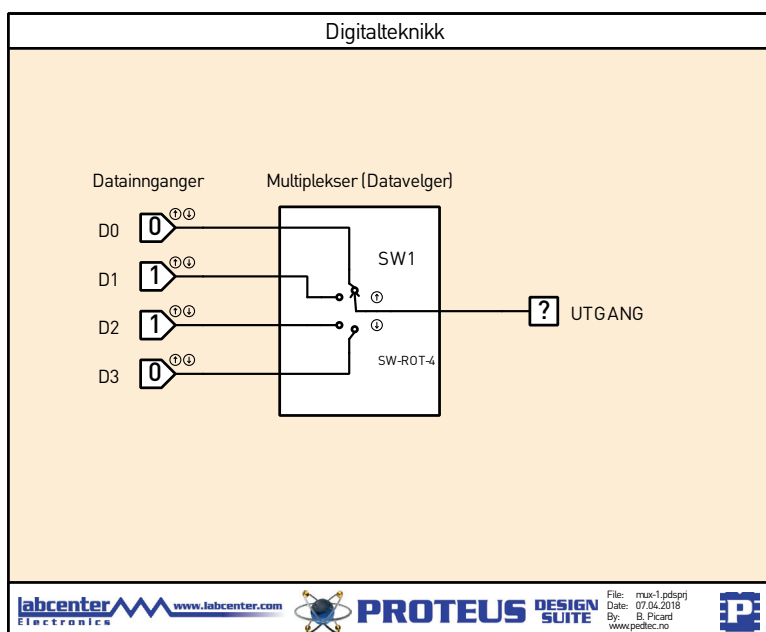 Digitalteknikk
Datainnganger
Multiplekser (Datavelger)
D0
0
D1
1
D2
1
D3
0
SW1
SW-ROT-4
?
UTGANG
labcenter
Electronics
www.labcenter.com
PROTEUS
DESIGN
SUITE
File: mux-1.pdsprj
Date: 07.04.2018
By: B. Picard
www.pedtec.no
P